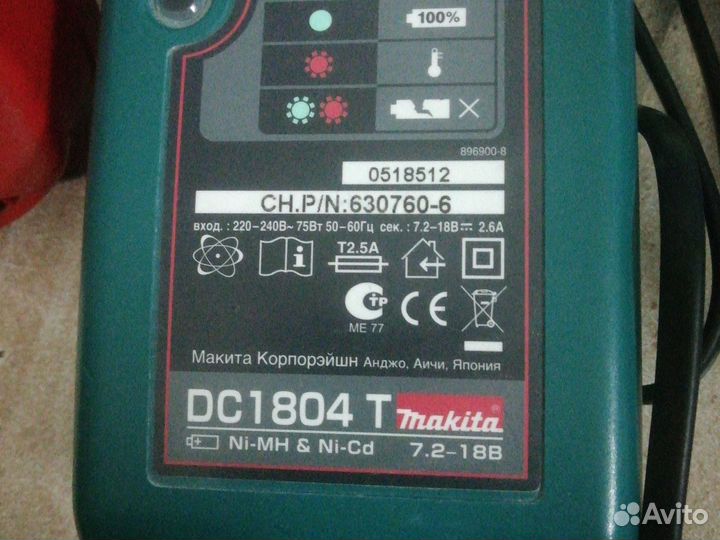 100%
896900-8
0518512
CH.P/N:630760-6
вход.: 220-240В~ 75Вт 50-60Гц сек.: 7.2-18В⎓ 2.6А
T2.5A
i
СТР
CE
ME 77
Макита Корпорэйшн Анджо, Аичи, Япония
DC1804 T makita®
Ni-MH & Ni-Cd 7.2-18В
Avito